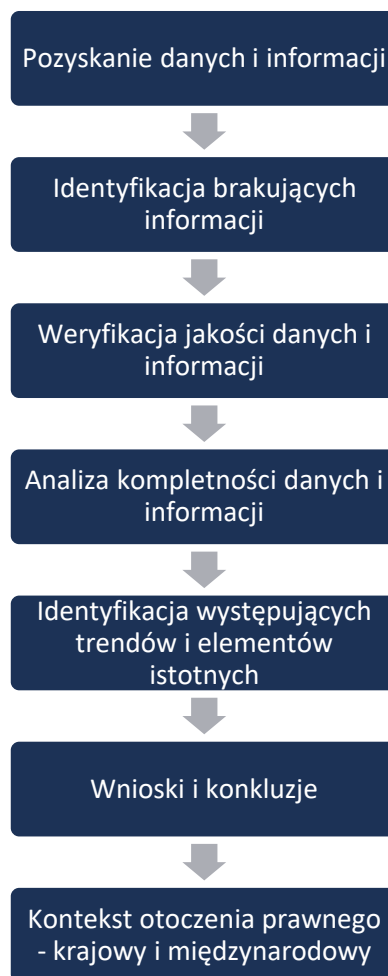 Pozyskanie danych i informacji
Identyfikacja brakujących
informacji
Weryfikacja jakości danych i
informacji
Analiza kompletności danych i
informacji
Identyfikacja występujących
trendów i elementów
istotnych
Wnioski i konkluzje
Kontekst otoczenia prawnego
- krajowy i międzynarodowy